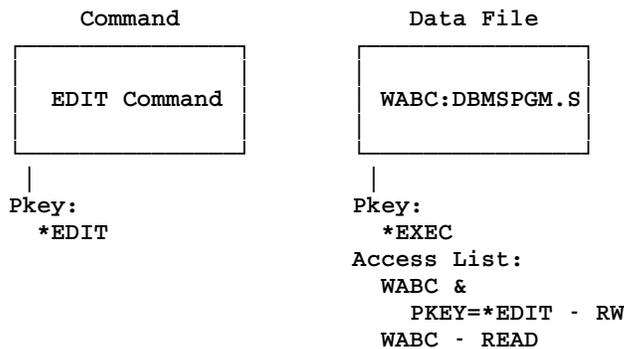 Command
Data File
EDIT Command
WABC:DBMSPGM.S
Pkey:
*EDIT
Pkey:
*EXEC
Access List:
WABC &
PKEY=*EDIT - RW
WABC - READ